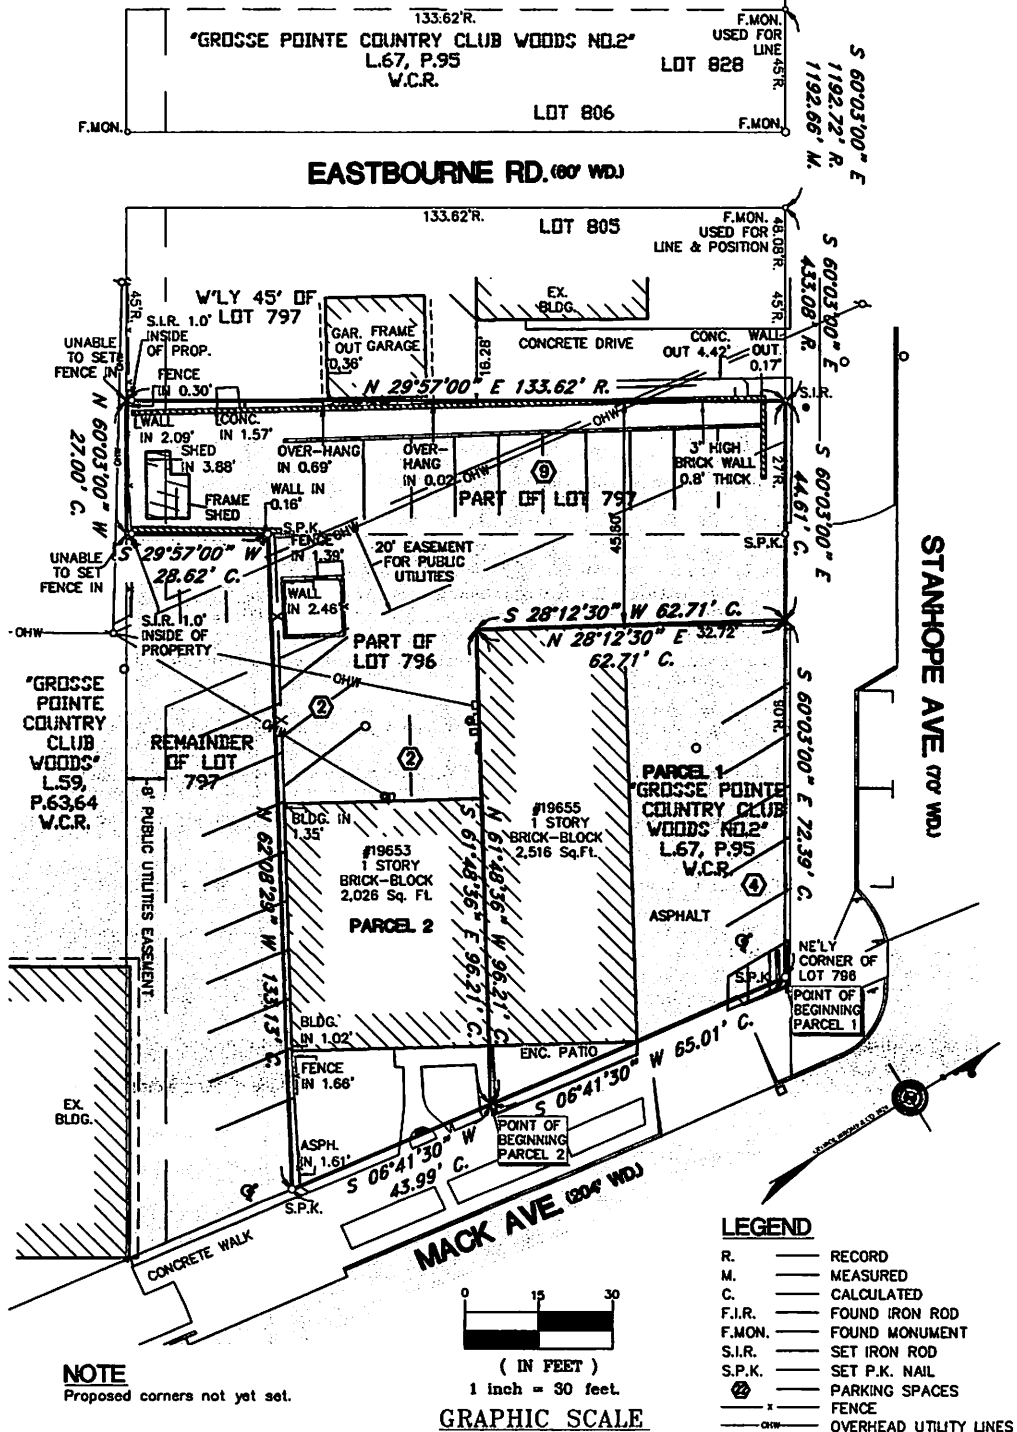 133.62'R.
"GROSSE POINTE COUNTRY CLUB WOODS NO.2"
L.67, P.95
W.C.R.
F.MON.
USED FOR
LINE
45'R.
LOT 828
LOT 806
F.MON.
F.MON.
S 60°03'00" E
1192.72' R.
1192.66' M.
EASTBOURNE RD. (60' WD.)
133.62'R.
LOT 805
F.MON.
USED FOR
LINE & POSITION
48.08'R.
S 60°03'00" E
433.08' R.
45'R.
W'LY 45' OF
LOT 797
45'R.
S.I.R. 1.0'
INSIDE
OF PROP.
UNABLE
TO SET
FENCE IN
FENCE
IN 0.30'
GAR.
OUT
0.36'
FRAME
GARAGE
EX.
BLDG.
16.28'
CONCRETE DRIVE
CONC.
OUT 4.42'
WALL
OUT
0.17'
N 29°57'00" E 133.62' R.
S.I.R.
OHW
N 60°03'00" W
27.00' C.
WALL
IN 2.09'
CONC.
IN 1.57'
SHED
IN 3.88'
FRAME
SHED
OVER-HANG
IN 0.69'
OVER-
HANG
IN 0.02'
OHW
9
3" HIGH
BRICK WALL
0.8' THICK
27'R.
PART OF LOT 797
WALL IN
0.16'
S.P.K.
OHW
FENCE
IN 1.39'
45.80'
S.P.K.
S 60°03'00" E
44.61' C.
S 29°57'00" W
28.62' C.
UNABLE
TO SET
FENCE IN
20' EASEMENT
FOR PUBLIC
UTILITIES
WALL
IN 2.46'
S 28°12'30" W 62.71' C.
N 28°12'30" E
32.72'
62.71' C.
OHW
S.I.R. 1.0'
INSIDE OF
PROPERTY
PART OF
LOT 796
OHW
2
2
STANHOPE AVE. (70' WD.)
"GROSSE
POINTE
COUNTRY
CLUB
WOODS"
L.59,
P.63,64
W.C.R.
REMAINDER
OF LOT
797
8' PUBLIC UTILITIES EASEMENT
N 62°08'29" W 133.13' C.
BLDG. IN
1.35'
#19653
1 STORY
BRICK-BLOCK
2,026 Sq. Ft.
PARCEL 2
S 61°48'36" E 96.21' C.
N 61°48'36" W 96.21' C.
#19655
1 STORY
BRICK-BLOCK
2,516 Sq.Ft.
PARCEL 1
"GROSSE POINTE
COUNTRY CLUB
WOODS NO.2"
L.67, P.95
W.C.R.
90'R.
S 60°03'00" E 72.39' C.
4
ASPHALT
S.P.K.
NE'LY
CORNER OF
LOT 796
POINT OF
BEGINNING
PARCEL 1
BLDG.
IN 1.02'
FENCE
IN 1.66'
ENC. PATIO
S 06°41'30" W 65.01' C.
EX.
BLDG.
ASPH.
IN 1.61'
S.P.K.
S 06°41'30" W
43.99' C.
POINT OF
BEGINNING
PARCEL 2
CONCRETE WALK
MACK AVE. (204' WD.)
0 15 30
( IN FEET )
1 inch = 30 feet.
GRAPHIC SCALE
NOTE
Proposed corners not yet set.
LEGEND
R. RECORD
M. MEASURED
C. CALCULATED
F.I.R. FOUND IRON ROD
F.MON. FOUND MONUMENT
S.I.R. SET IRON ROD
S.P.K. SET P.K. NAIL
22 PARKING SPACES
x FENCE
OHW OVERHEAD UTILITY LINES